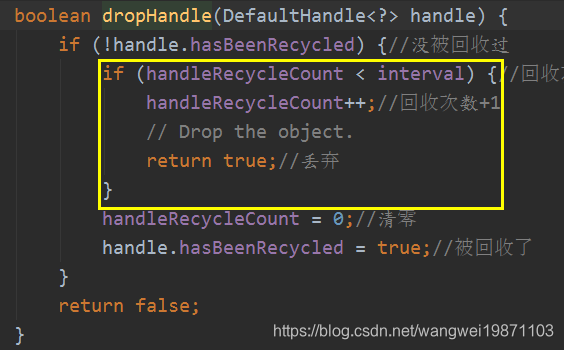 boolean dropHandle(DefaultHandle<?> handle) {
if (!handle.hasBeenRecycled) {//没被回收过
if (handleRecycleCount < interval) {//回收
handleRecycleCount++;//回收次数+1
// Drop the object.
return true;//丢弃
}
handleRecycleCount = 0;//清零
handle.hasBeenRecycled = true;//被回收了
}
return false;
}
https://blog.csdn.net/wangwei19871103